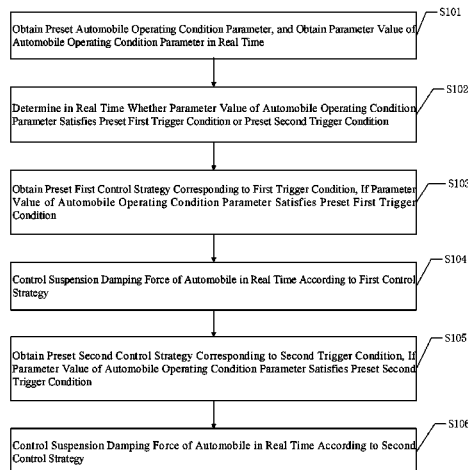 S101
Obtain Preset Automobile Operating Condition Parameter, and Obtain Parameter Value of
Automobile Operating Condition Parameter in Real Time
S102
Determine in Real Time Whether Parameter Value of Automobile Operating Condition
Parameter Satisfies Preset First Trigger Condition or Preset Second Trigger Condition
S103
Obtain Preset First Control Strategy Corresponding to First Trigger Condition, If Parameter
Value of Automobile Operating Condition Parameter Satisfies Preset First Trigger
Condition
S104
Control Suspension Damping Force of Automobile in Real Time According to First Control
Strategy
S105
Obtain Preset Second Control Strategy Corresponding to Second Trigger Condition, If
Parameter Value of Automobile Operating Condition Parameter Satisfies Preset Second
Trigger Condition
S106
Control Suspension Damping Force of Automobile in Real Time According to Second
Control Strategy